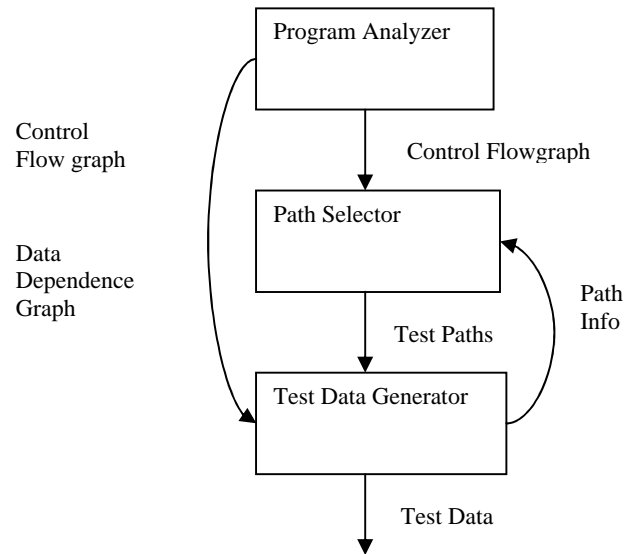 Program Analyzer
Control
Flow graph
Control Flowgraph
Path Selector
Data
Dependence
Graph
Path
Info
Test Paths
Test Data Generator
Test Data